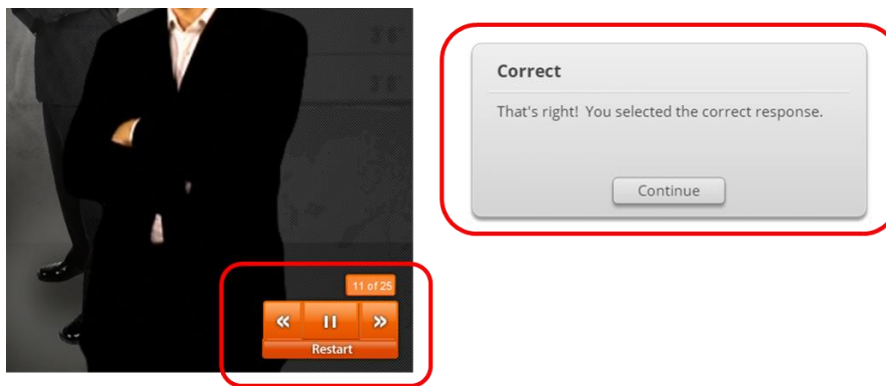 11 of 25
Restart
Correct
That's right! You selected the correct response.
Continue